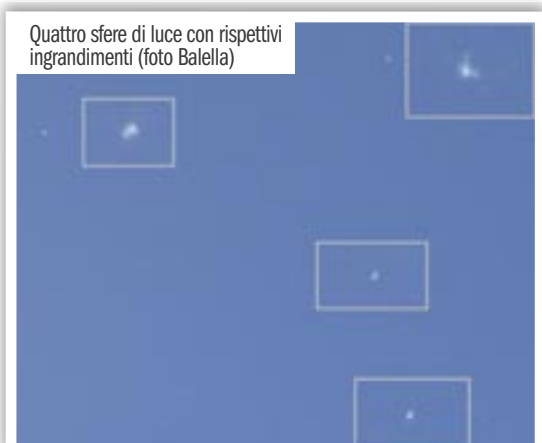 Quattro sfere di luce con rispettivi
ingrandimenti (foto Balella)